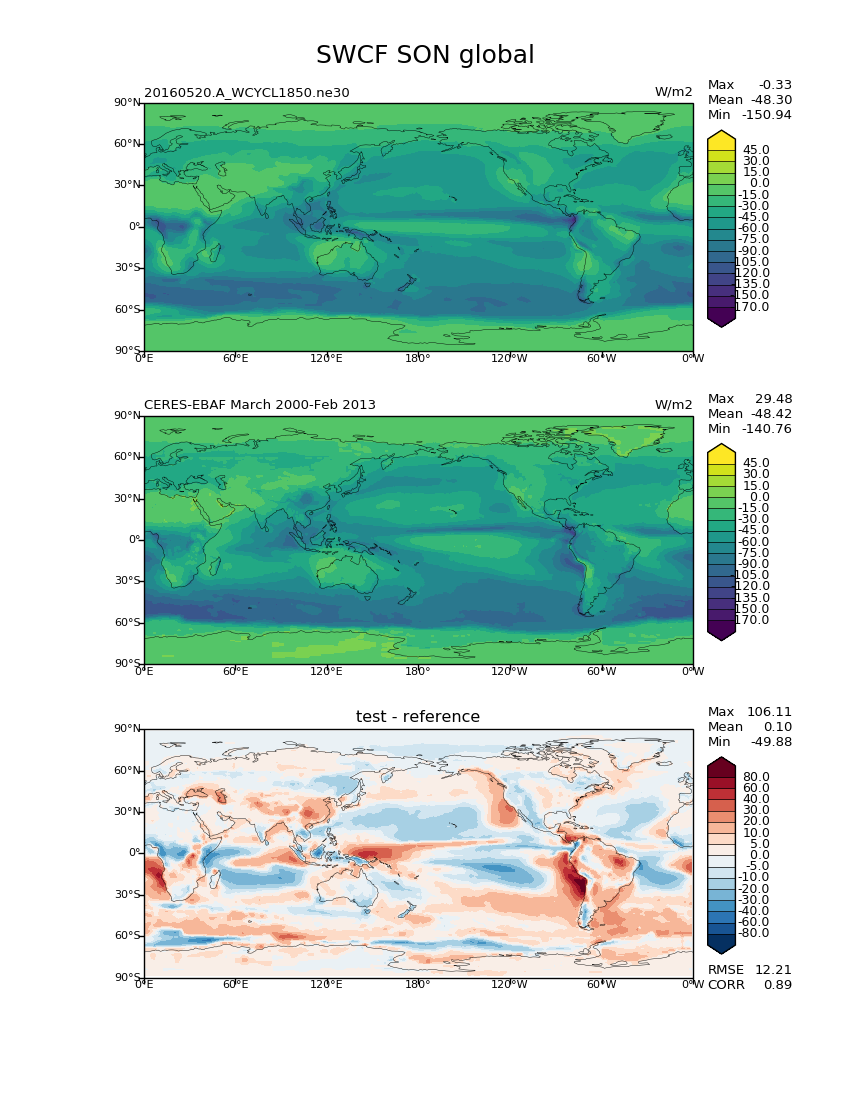 SWCF SON global
20160520.A_WCYCL1850.ne30
W/m2
Max -0.33
Mean -48.30
Min -150.94
90°N
60°N
30°N
0°
30°S
60°S
90°S
0°E 60°E 120°E 180° 120°W 60°W 0°W
45.0
30.0
15.0
0.0
-15.0
-30.0
-45.0
-60.0
-75.0
-90.0
-105.0
-120.0
-135.0
-150.0
-170.0
CERES-EBAF March 2000-Feb 2013
W/m2
Max 29.48
Mean -48.42
Min -140.76
90°N
60°N
30°N
0°
30°S
60°S
90°S
0°E 60°E 120°E 180° 120°W 60°W 0°W
45.0
30.0
15.0
0.0
-15.0
-30.0
-45.0
-60.0
-75.0
-90.0
-105.0
-120.0
-135.0
-150.0
-170.0
test - reference
Max 106.11
Mean 0.10
Min -49.88
90°N
60°N
30°N
0°
30°S
60°S
90°S
0°E 60°E 120°E 180° 120°W 60°W 0°W
80.0
60.0
40.0
30.0
20.0
10.0
5.0
0.0
-5.0
-10.0
-20.0
-30.0
-40.0
-60.0
-80.0
RMSE 12.21
CORR 0.89